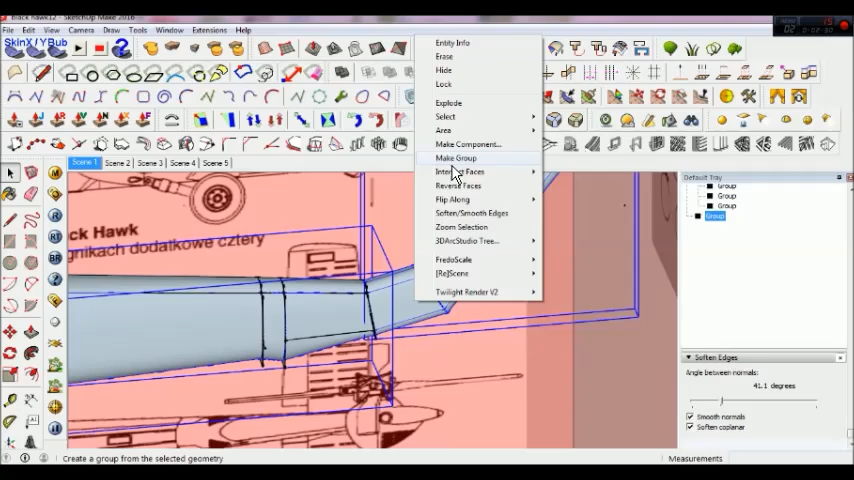 Black hawk12 - SketchUp Make 2016
File Edit View Camera Draw Tools Window Extensions Help
15
02
SkinX/YBub
Scene 1 Scene 2 Scene 3 Scene 4 Scene 5
Entity Info
Erase
Hide
Lock
Explode
Select
Area
Make Component...
Make Group
Intersect Faces
Reverse Faces
Flip Along
Soften/Smooth Edges
Zoom Selection
3DArcStudio Tree...
FredoScale
[Re]Scene
Twilight Render V2
ck Hawk
gnikach dodatkowe cztery
Default Tray
Group
Group
Group
Group
Soften Edges
Angle between normals:
41.1 degrees
Smooth normals
Soften coplanar
Create a group from the selected geometry
Measurements